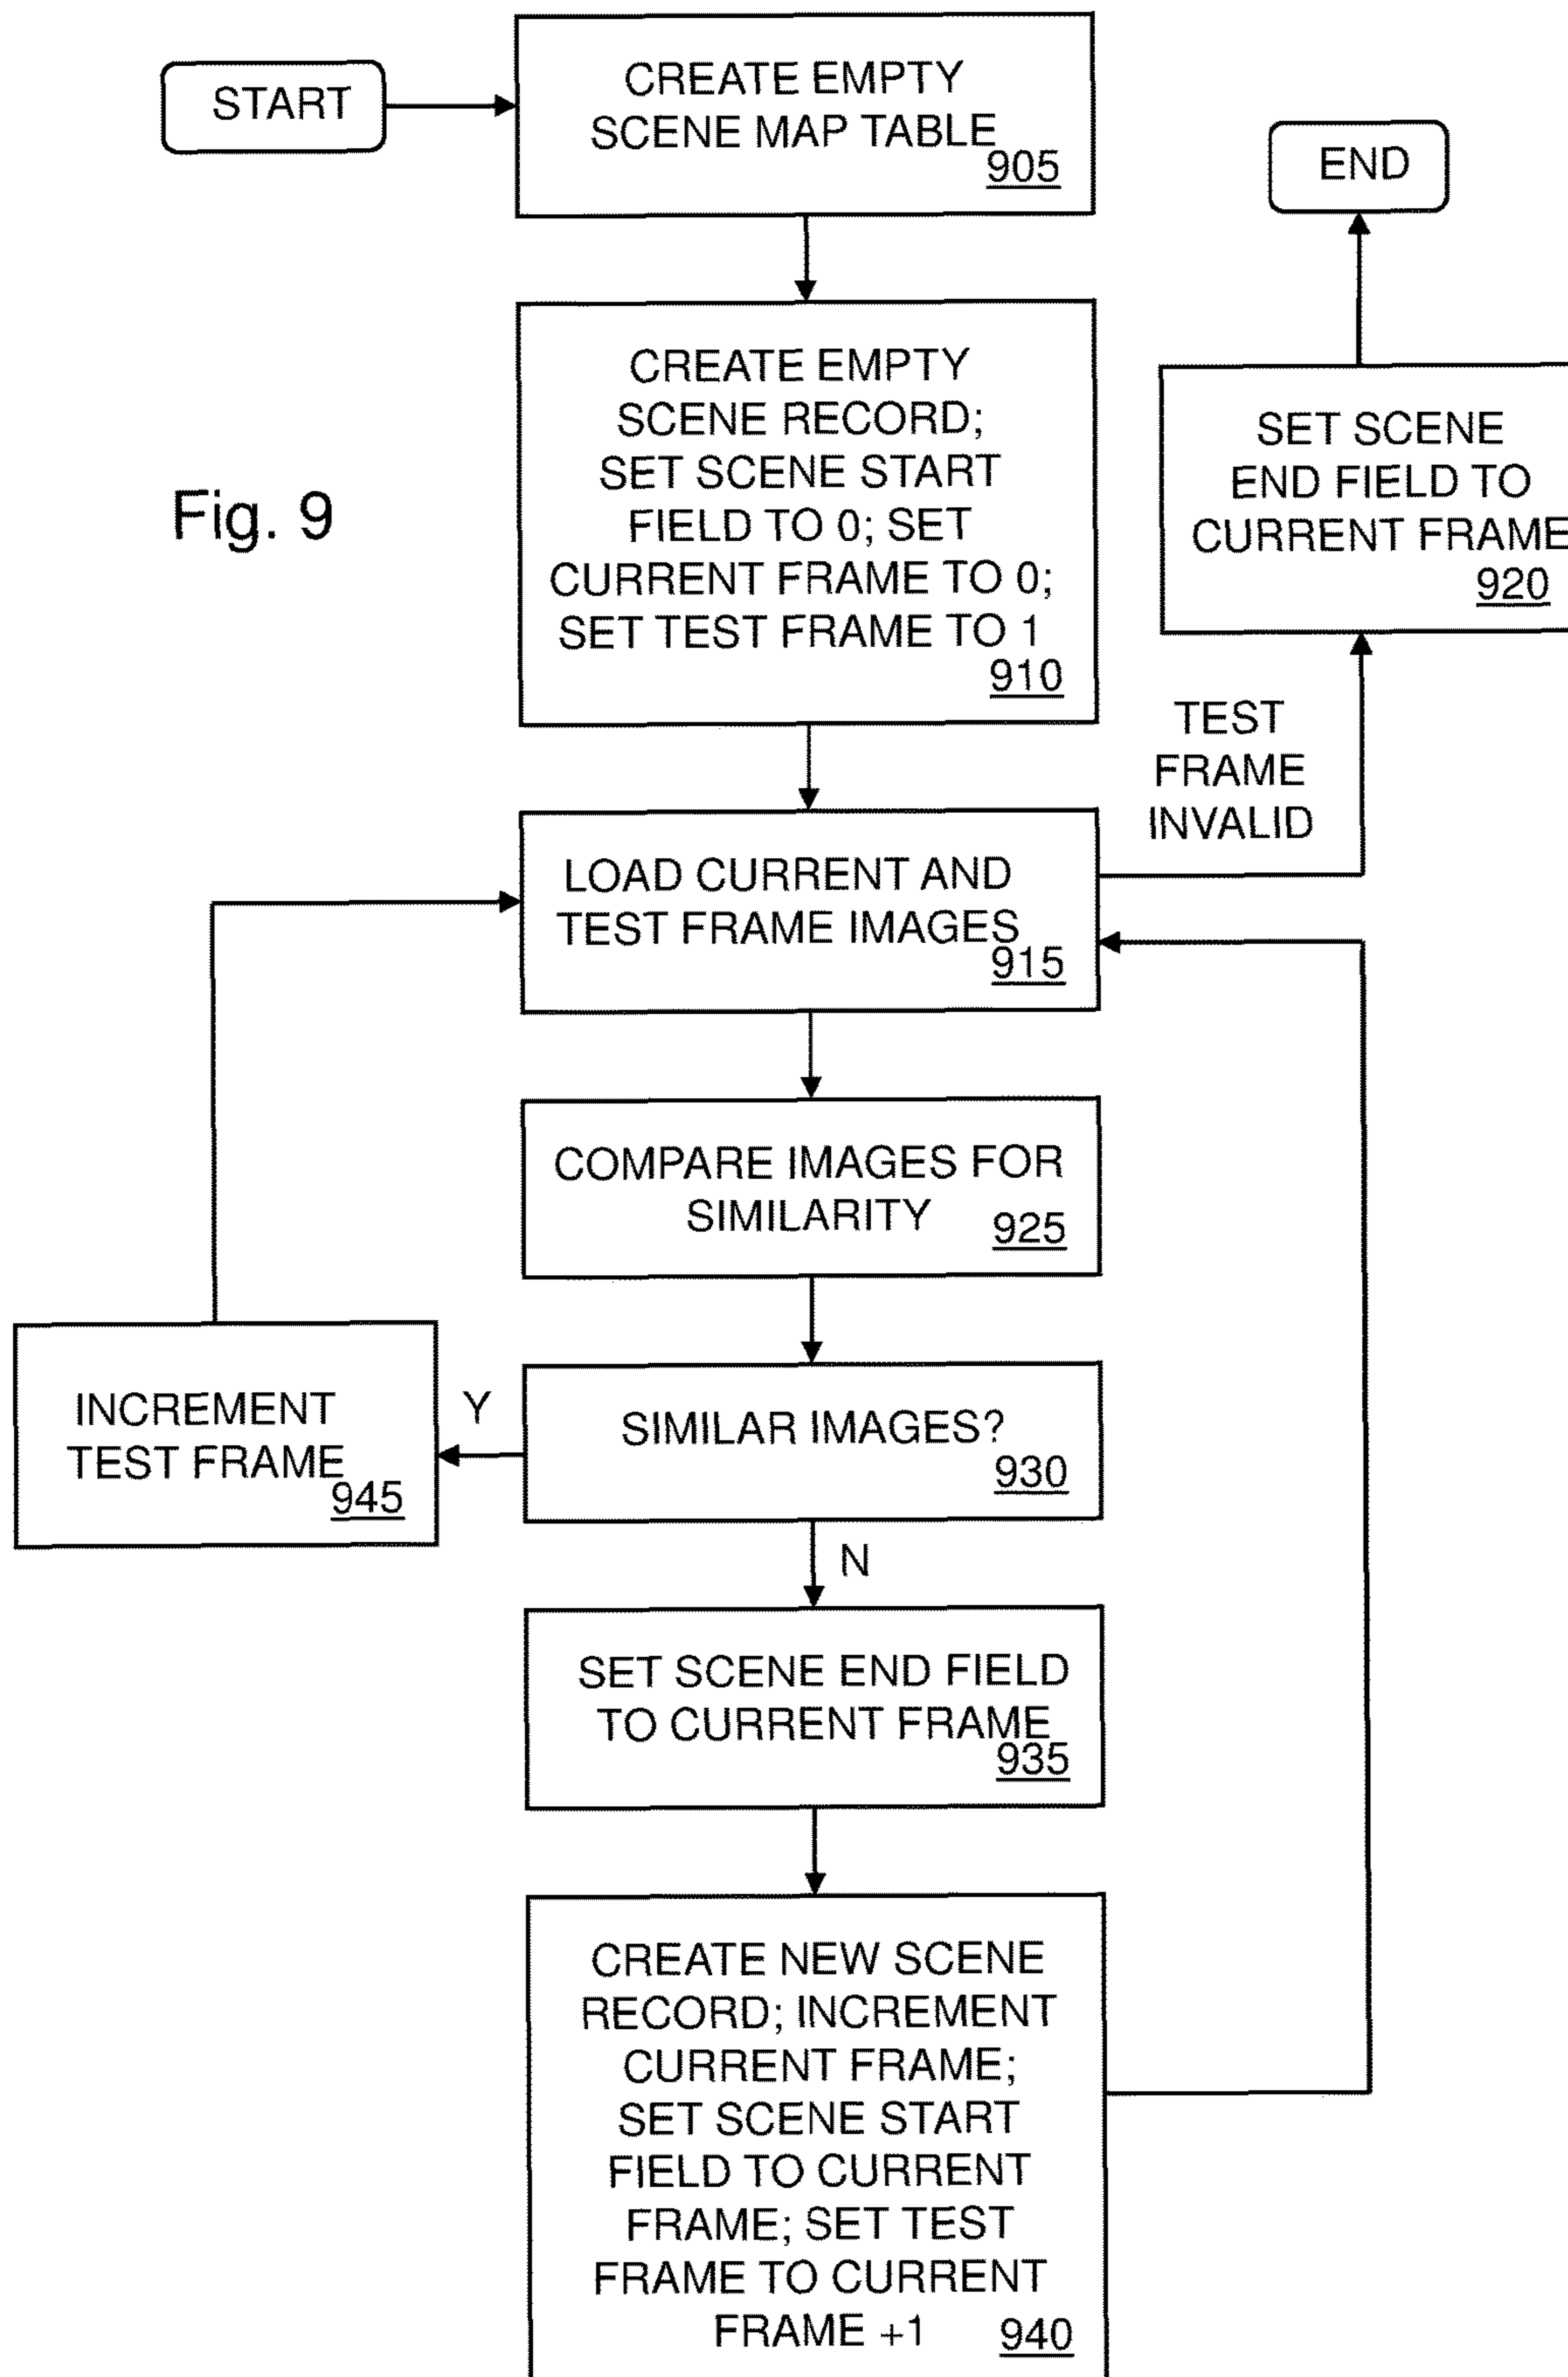 START
CREATE EMPTY
SCENE MAP TABLE
905
END
CREATE EMPTY
SCENE RECORD;
SET SCENE START
FIELD TO 0; SET
CURRENT FRAME TO 0;
SET TEST FRAME TO 1
910
SET SCENE
END FIELD TO
CURRENT FRAME
920
Fig. 9
TEST
FRAME
INVALID
LOAD CURRENT AND
TEST FRAME IMAGES
915
COMPARE IMAGES FOR
SIMILARITY 925
INCREMENT
TEST FRAME
945
Y
SIMILAR IMAGES?
930
N
SET SCENE END FIELD
TO CURRENT FRAME
935
CREATE NEW SCENE
RECORD; INCREMENT
CURRENT FRAME;
SET SCENE START
FIELD TO CURRENT
FRAME; SET TEST
FRAME TO CURRENT
FRAME +1 940